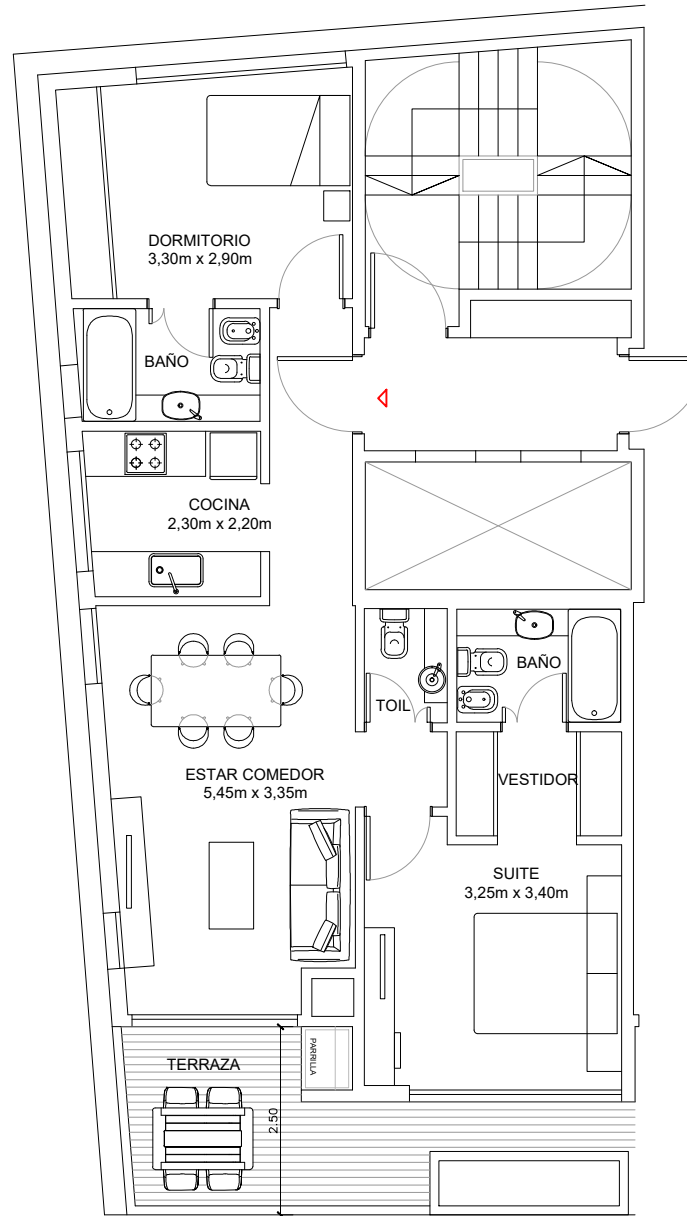 DORMITORIO
3,30m x 2,90m
BAÑO
COCINA
2,30m x 2,20m
BAÑO
TOIL
ESTAR COMEDOR
5,45m x 3,35m
VESTIDOR
SUITE
3,25m x 3,40m
TERRAZA
PARRILLA
2.50